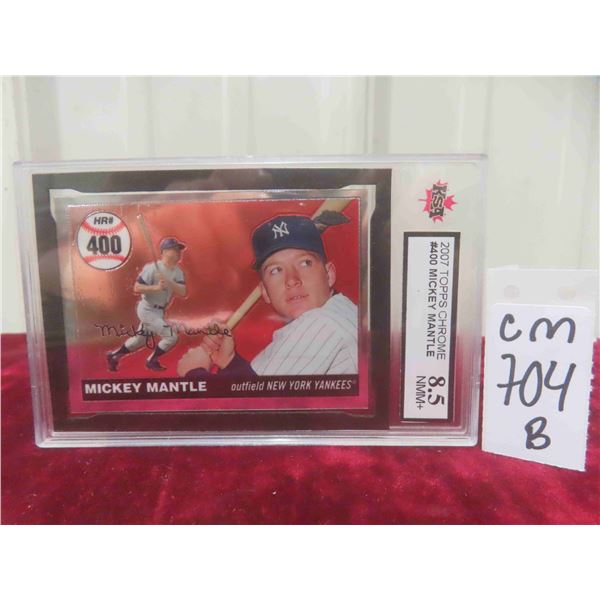 HR#
400
NY
Mickey Mantle
MICKEY MANTLE
outfield NEW YORK YANKEES®
KSA
2007 TOPPS CHROME
#400 MICKEY MANTLE
8.5
NMM+
CM
704
B